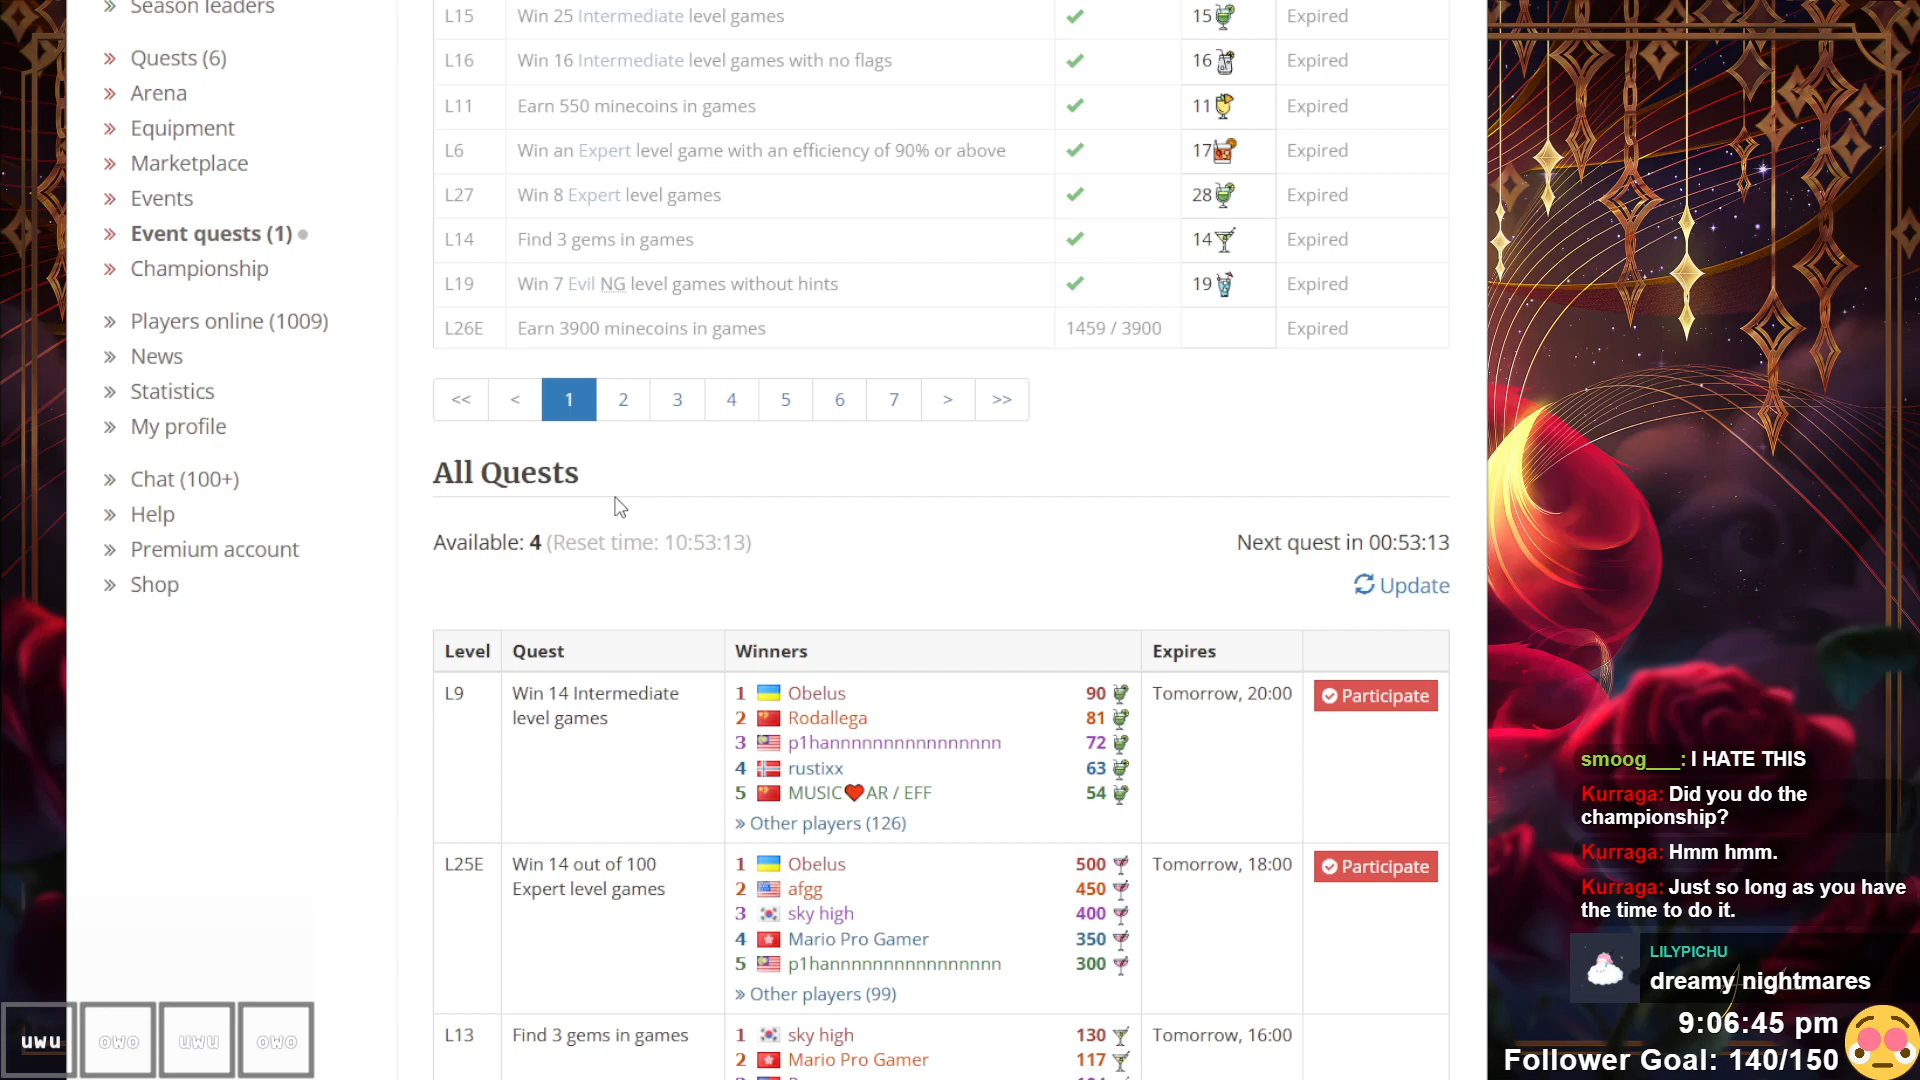 Season leaders
Quests (6)
Arena
Equipment
Marketplace
Events
Event quests (1)
Championship
Players online (1009)
News
Statistics
My profile
Chat (100+)
Help
Premium account
Shop
L15 Win 25 Intermediate level games 15 Expired
L16 Win 16 Intermediate level games with no flags 16 Expired
L11 Earn 550 minecoins in games 11 Expired
L6 Win an Expert level game with an efficiency of 90% or above 17 Expired
L27 Win 8 Expert level games 28 Expired
L14 Find 3 gems in games 14 Expired
L19 Win 7 Evil NG level games without hints 19 Expired
L26E Earn 3900 minecoins in games 1459 / 3900 Expired
<< < 1 2 3 4 5 6 7 > >>
All Quests
Available: 4 (Reset time: 10:53:13) Next quest in 00:53:13
Update
Level Quest Winners Expires
L9 Win 14 Intermediate level games
1 Obelus 90
2 Rodallega 81
3 p1hannnnnnnnnnnnnnnnn 72
4 rustixx 63
5 MUSIC❤AR / EFF 54
» Other players (126)
Tomorrow, 20:00 Participate
L25E Win 14 out of 100 Expert level games
1 Obelus 500
2 afgg 450
3 sky high 400
4 Mario Pro Gamer 350
5 p1hannnnnnnnnnnnnnnnn 300
» Other players (99)
Tomorrow, 18:00 Participate
L13 Find 3 gems in games
1 sky high 130
2 Mario Pro Gamer 117
Tomorrow, 16:00
uwu owo uwu owo
smoog___: I HATE THIS
Kurraga: Did you do the
championship?
Kurraga: Hmm hmm.
Kurraga: Just so long as you have
the time to do it.
LILYPICHU
dreamy nightmares
9:06:45 pm
Follower Goal: 140/150